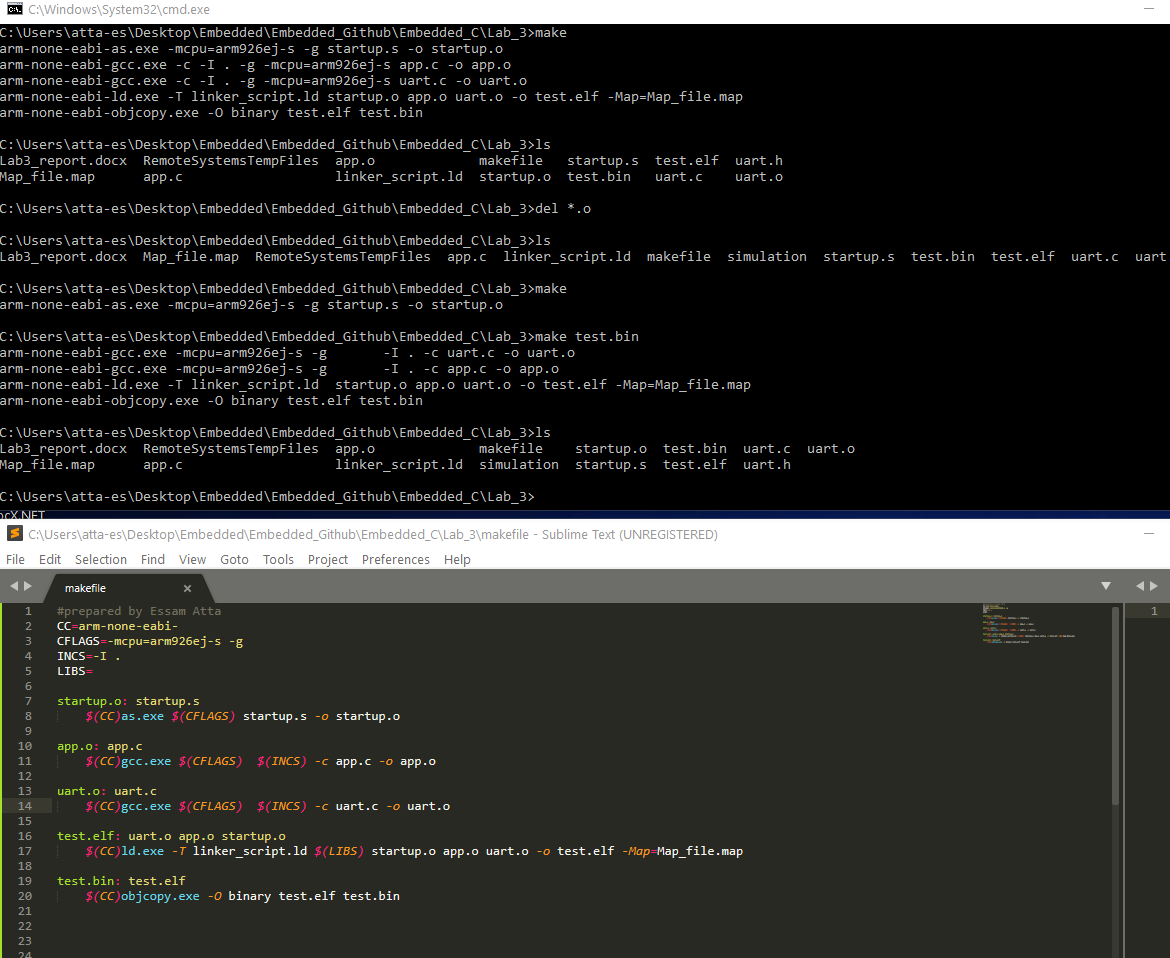 C:\Windows\System32\cmd.exe
C:\Users\atta-es\Desktop\Embedded\Embedded_Github\Embedded_C\Lab_3>make
arm-none-eabi-as.exe -mcpu=arm926ej-s -g startup.s -o startup.o
arm-none-eabi-gcc.exe -c -I . -g -mcpu=arm926ej-s app.c -o app.o
arm-none-eabi-gcc.exe -c -I . -g -mcpu=arm926ej-s uart.c -o uart.o
arm-none-eabi-ld.exe -T linker_script.ld startup.o app.o uart.o -o test.elf -Map=Map_file.map
arm-none-eabi-objcopy.exe -O binary test.elf test.bin
C:\Users\atta-es\Desktop\Embedded\Embedded_Github\Embedded_C\Lab_3>ls
Lab3_report.docx  RemoteSystemsTempFiles  app.o             makefile   startup.s  test.elf  uart.h
Map_file.map      app.c                   linker_script.ld  startup.o  test.bin   uart.c    uart.o
C:\Users\atta-es\Desktop\Embedded\Embedded_Github\Embedded_C\Lab_3>del *.o
C:\Users\atta-es\Desktop\Embedded\Embedded_Github\Embedded_C\Lab_3>ls
Lab3_report.docx  Map_file.map  RemoteSystemsTempFiles  app.c  linker_script.ld  makefile  simulation  startup.s  test.bin  test.elf  uart.c  uart
C:\Users\atta-es\Desktop\Embedded\Embedded_Github\Embedded_C\Lab_3>make
arm-none-eabi-as.exe -mcpu=arm926ej-s -g startup.s -o startup.o
C:\Users\atta-es\Desktop\Embedded\Embedded_Github\Embedded_C\Lab_3>make test.bin
arm-none-eabi-gcc.exe -mcpu=arm926ej-s -g       -I . -c uart.c -o uart.o
arm-none-eabi-gcc.exe -mcpu=arm926ej-s -g       -I . -c app.c -o app.o
arm-none-eabi-ld.exe -T linker_script.ld  startup.o app.o uart.o -o test.elf -Map=Map_file.map
arm-none-eabi-objcopy.exe -O binary test.elf test.bin
C:\Users\atta-es\Desktop\Embedded\Embedded_Github\Embedded_C\Lab_3>ls
Lab3_report.docx  RemoteSystemsTempFiles  app.o             makefile    startup.o  test.bin  uart.c  uart.o
Map_file.map      app.c                   linker_script.ld  simulation  startup.s  test.elf  uart.h
C:\Users\atta-es\Desktop\Embedded\Embedded_Github\Embedded_C\Lab_3>
ocX.NET
C:\Users\atta-es\Desktop\Embedded\Embedded_Github\Embedded_C\Lab_3\makefile - Sublime Text (UNREGISTERED)
File Edit Selection Find View Goto Tools Project Preferences Help
makefile
1 #prepared by Essam Atta
2 CC=arm-none-eabi-
3 CFLAGS=-mcpu=arm926ej-s -g
4 INCS=-I .
5 LIBS=
6
7 startup.o: startup.s
8 $(CC)as.exe $(CFLAGS) startup.s -o startup.o
9
10 app.o: app.c
11 $(CC)gcc.exe $(CFLAGS)  $(INCS) -c app.c -o app.o
12
13 uart.o: uart.c
14 $(CC)gcc.exe $(CFLAGS)  $(INCS) -c uart.c -o uart.o
15
16 test.elf: uart.o app.o startup.o
17 $(CC)ld.exe -T linker_script.ld $(LIBS) startup.o app.o uart.o -o test.elf -Map=Map_file.map
18
19 test.bin: test.elf
20 $(CC)objcopy.exe -O binary test.elf test.bin
21
22
23
24
1